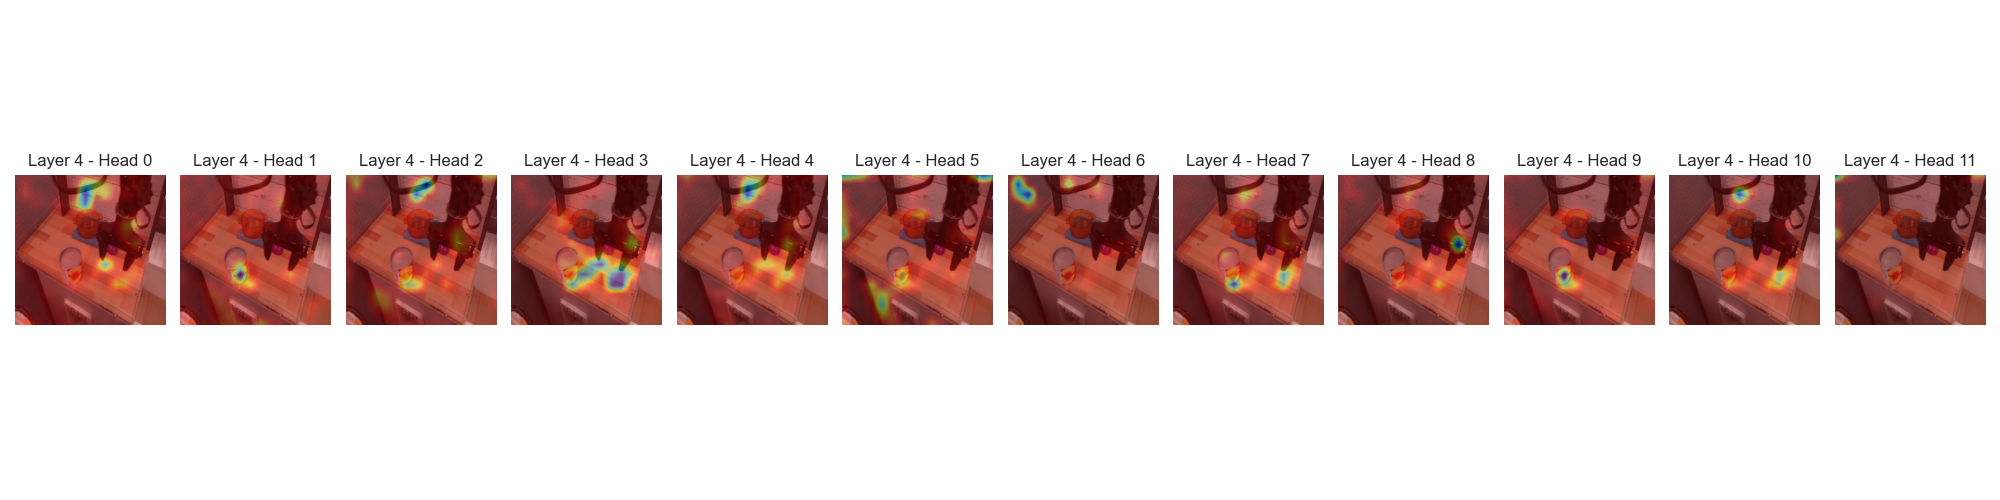 Layer 4 - Head 0
Layer 4 - Head 1
Layer 4 - Head 2
Layer 4 - Head 3
Layer 4 - Head 4
Layer 4 - Head 5
Layer 4 - Head 6
Layer 4 - Head 7
Layer 4 - Head 8
Layer 4 - Head 9
Layer 4 - Head 10
Layer 4 - Head 11